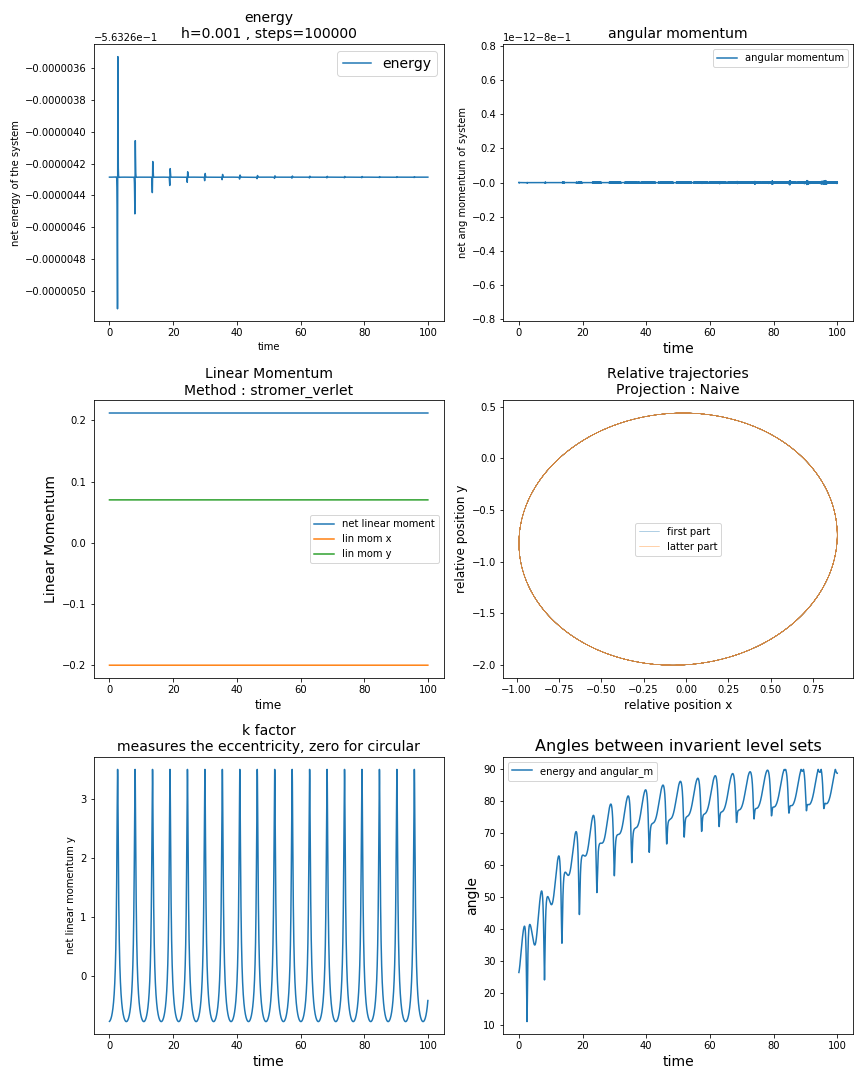 energy
h=0.001 , steps=100000
−5.6326e−1
energy
−0.0000036
−0.0000038
−0.0000040
−0.0000042
−0.0000044
−0.0000046
−0.0000048
−0.0000050
net energy of the system
0 20 40 60 80 100
time
angular momentum
1e−12−8e−1
angular momentum
0.8
0.6
0.4
0.2
−0.0
−0.2
−0.4
−0.6
−0.8
net ang momentum of system
0 20 40 60 80 100
time
Linear Momentum
Method : stromer_verlet
0.2
0.1
0.0
−0.1
−0.2
Linear Momentum
net linear moment
lin mom x
lin mom y
0 20 40 60 80 100
time
Relative trajectories
Projection : Naive
0.5
0.0
−0.5
−1.0
−1.5
−2.0
relative position y
first part
latter part
−1.00 −0.75 −0.50 −0.25 0.00 0.25 0.50 0.75
relative position x
k factor
measures the eccentricity, zero for circular
3
2
1
0
net linear momentum y
0 20 40 60 80 100
time
Angles between invarient level sets
energy and angular_m
90
80
70
60
50
40
30
20
10
angle
0 20 40 60 80 100
time